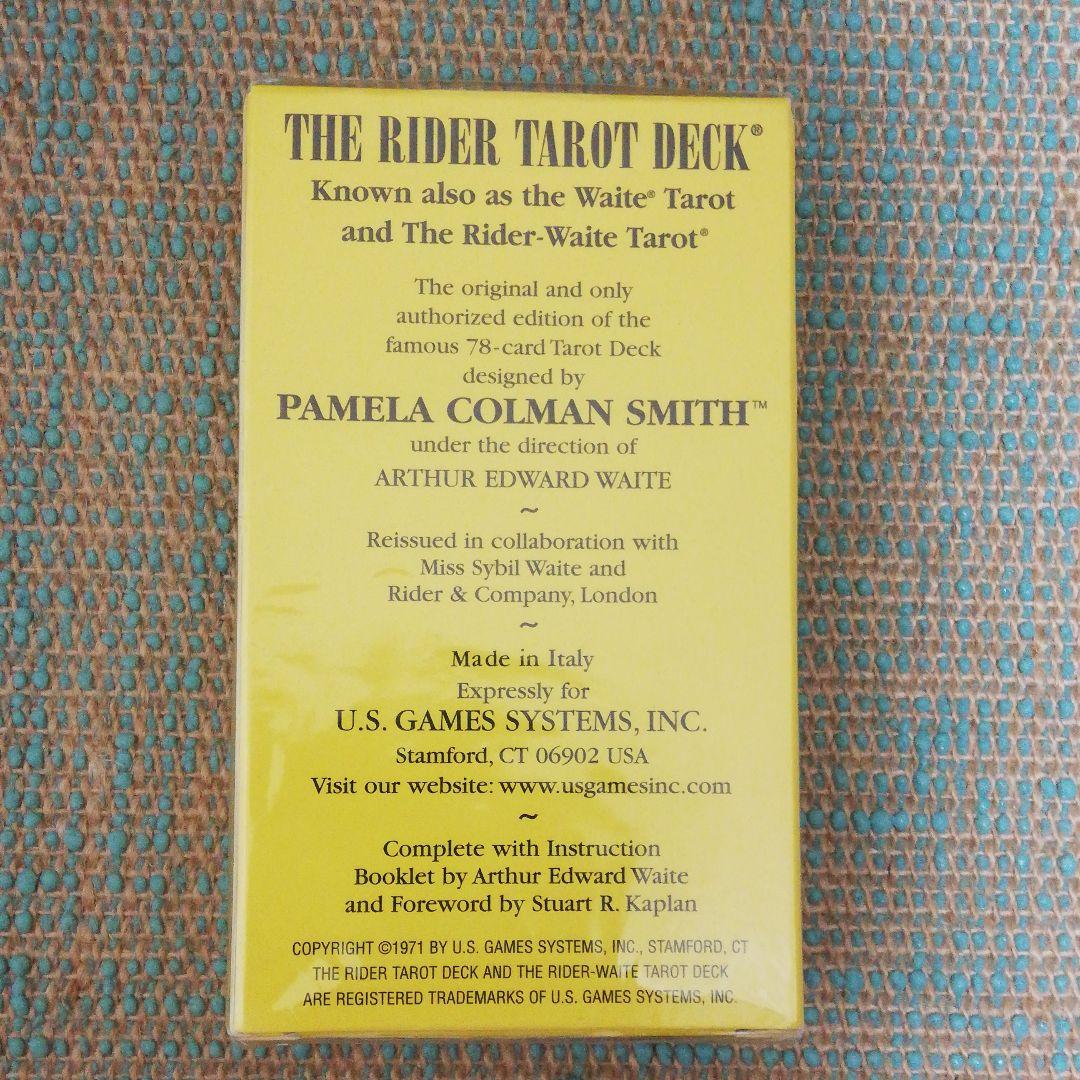 THE RIDER TAROT DECK®
Known also as the Waite® Tarot
and The Rider-Waite Tarot®
The original and only
authorized edition of the
famous 78-card Tarot Deck
designed by
PAMELA COLMAN SMITH™
under the direction of
ARTHUR EDWARD WAITE
~
Reissued in collaboration with
Miss Sybil Waite and
Rider & Company, London
~
Made in Italy
Expressly for
U.S. GAMES SYSTEMS, INC.
Stamford, CT 06902 USA
Visit our website: www.usgamesinc.com
~
Complete with Instruction
Booklet by Arthur Edward Waite
and Foreword by Stuart R. Kaplan
COPYRIGHT ©1971 BY U.S. GAMES SYSTEMS, INC., STAMFORD, CT
THE RIDER TAROT DECK AND THE RIDER-WAITE TAROT DECK
ARE REGISTERED TRADEMARKS OF U.S. GAMES SYSTEMS, INC.